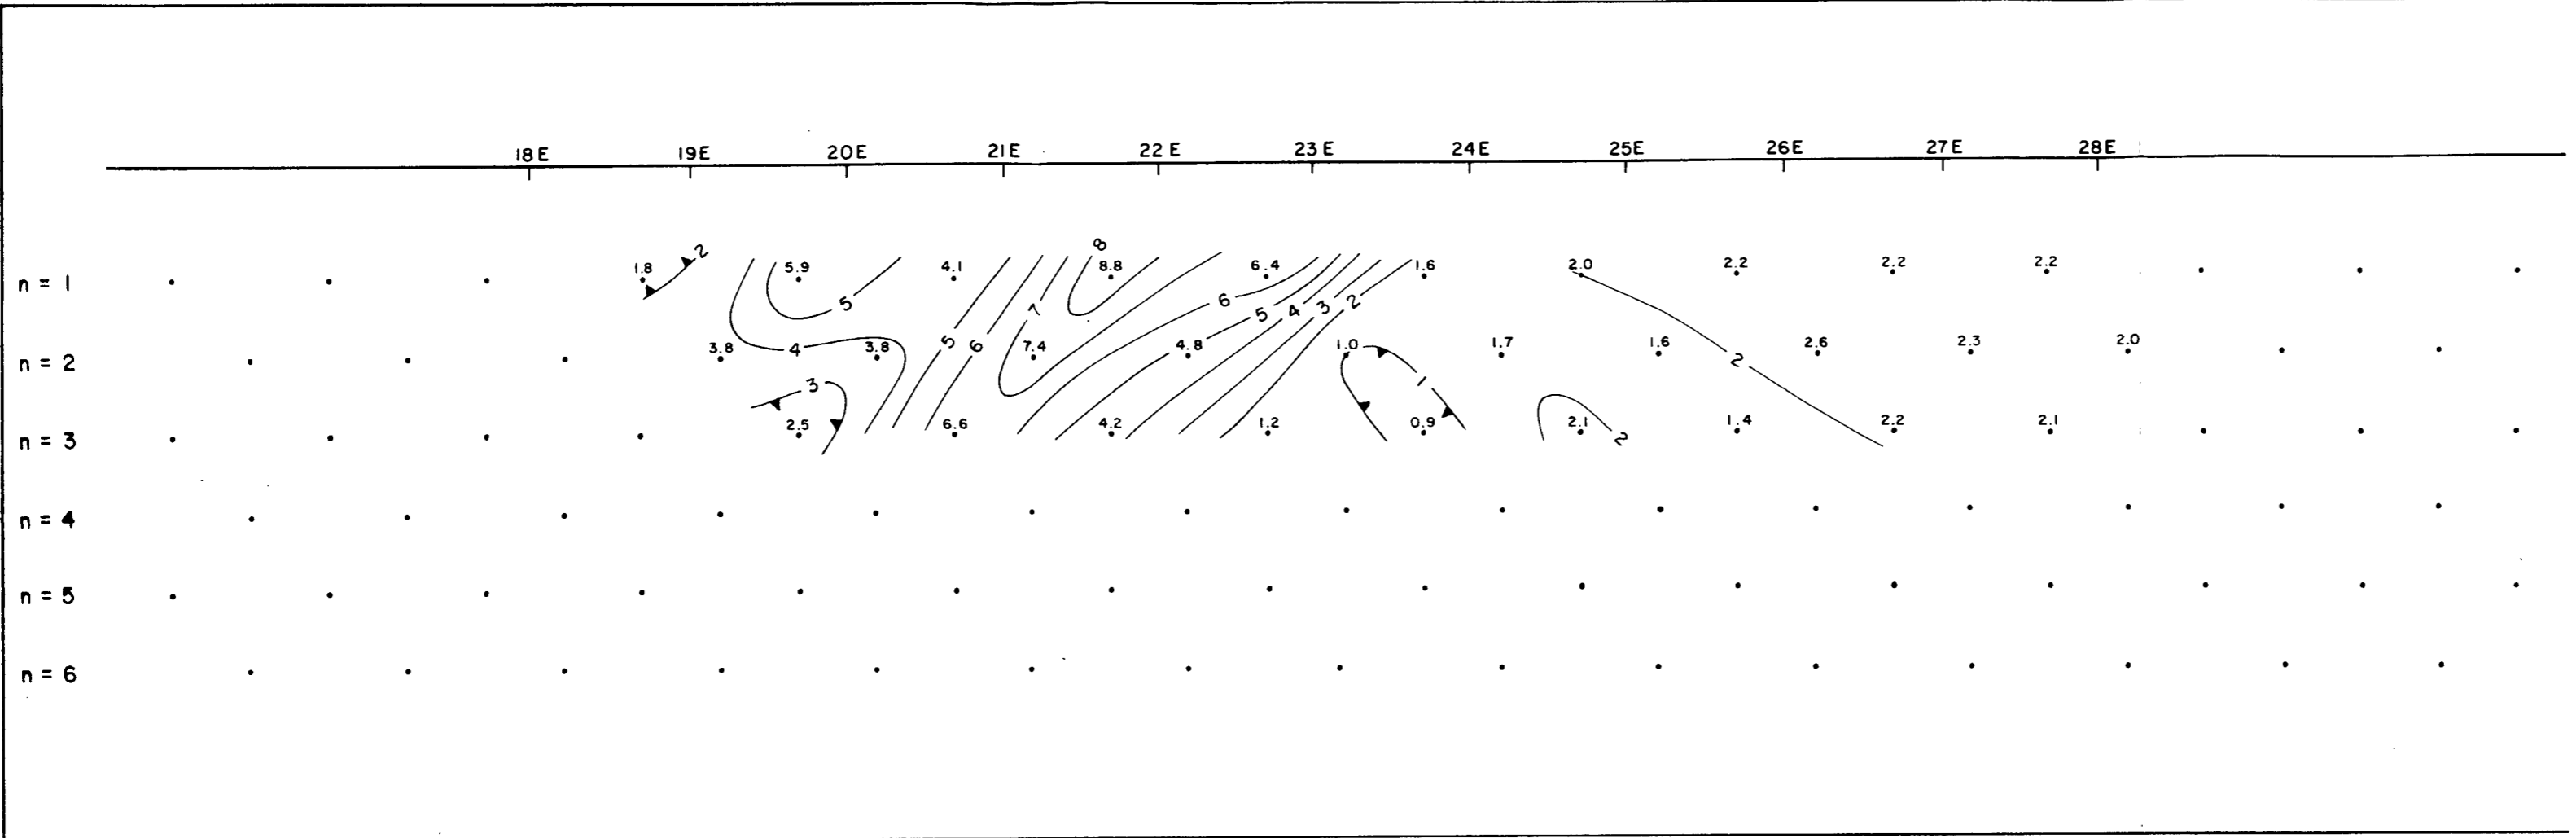 18E 19E 20E 21E 22E 23E 24E 25E 26E 27E 28E
2
8
n = 1 1.8 5.9 4.1 8.8 6.4 1.6 2.0 2.2 2.2 2.2
5 7 6 5 4 3 2
n = 2 3.8 4 3.8 5 6 7.4 4.8 1.0 1.7 1.6 2 2.6 2.3 2.0
3 1
n = 3 2.5 6.6 4.2 1.2 0.9 2.1 2 1.4 2.2 2.1
n = 4
n = 5
n = 6